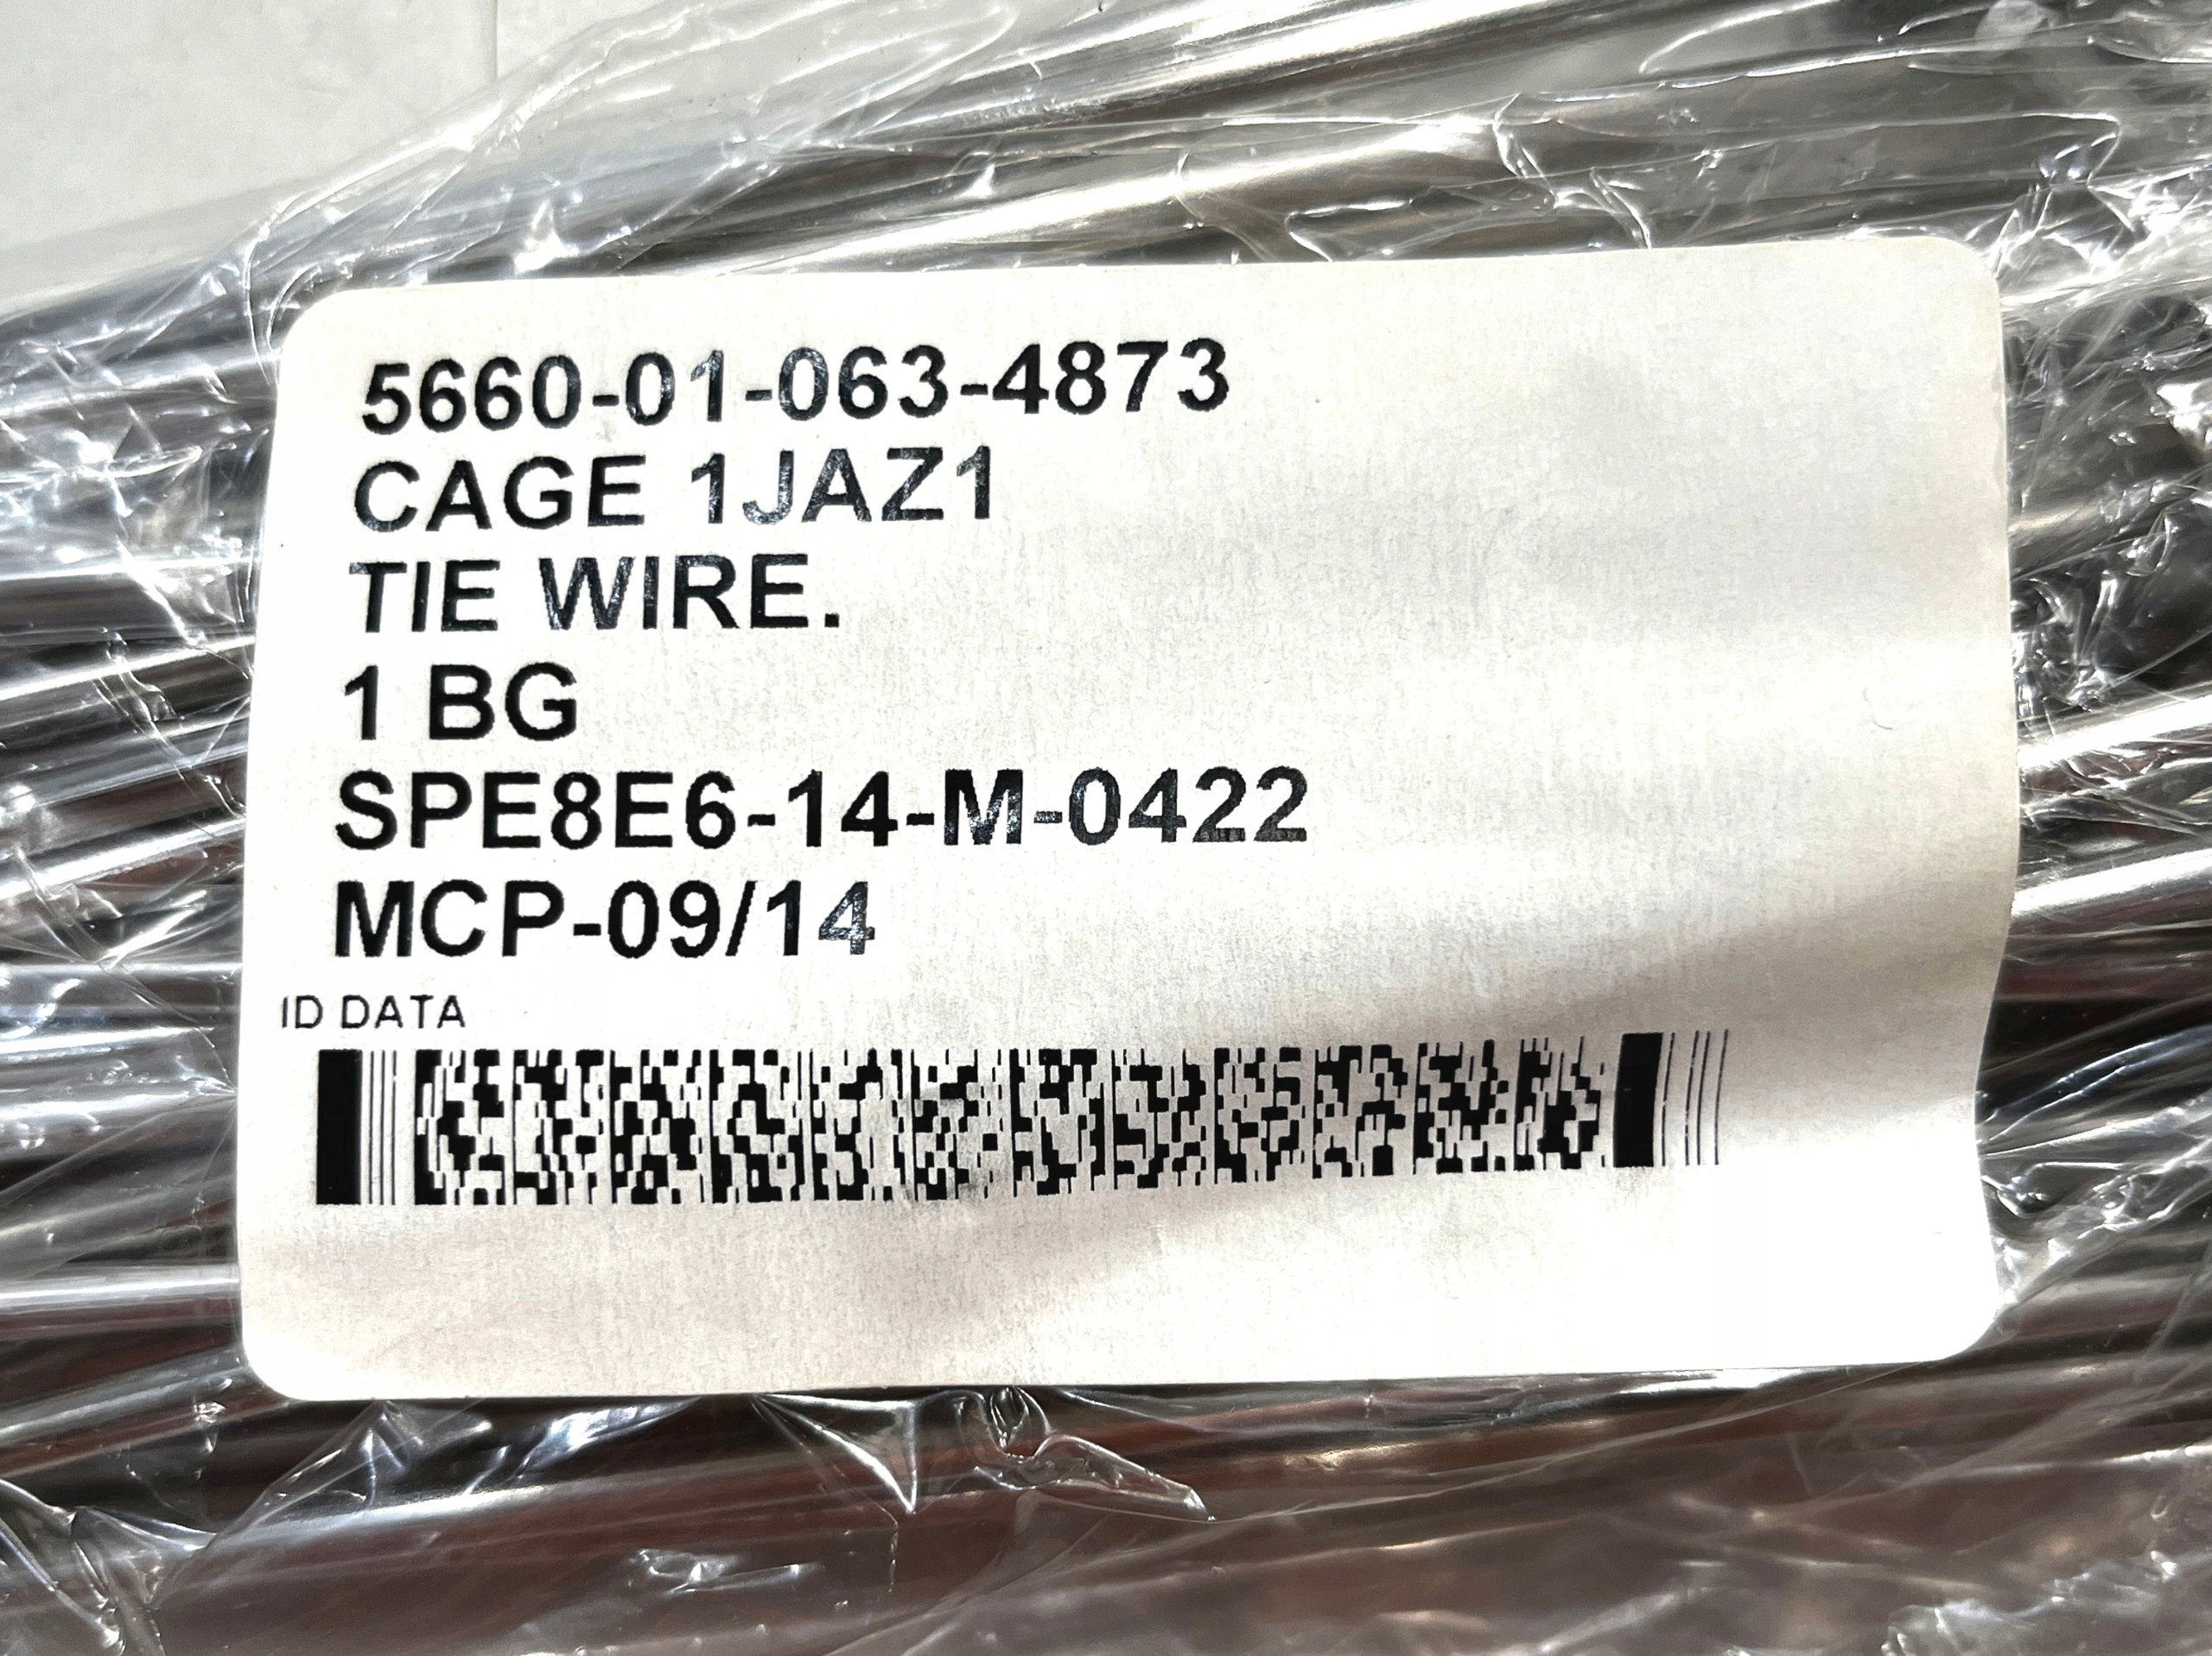 5660-01-063-4873
CAGE 1JAZ1
TIE WIRE.
1 BG
SPE8E6-14-M-0422
MCP-09/14
ID DATA